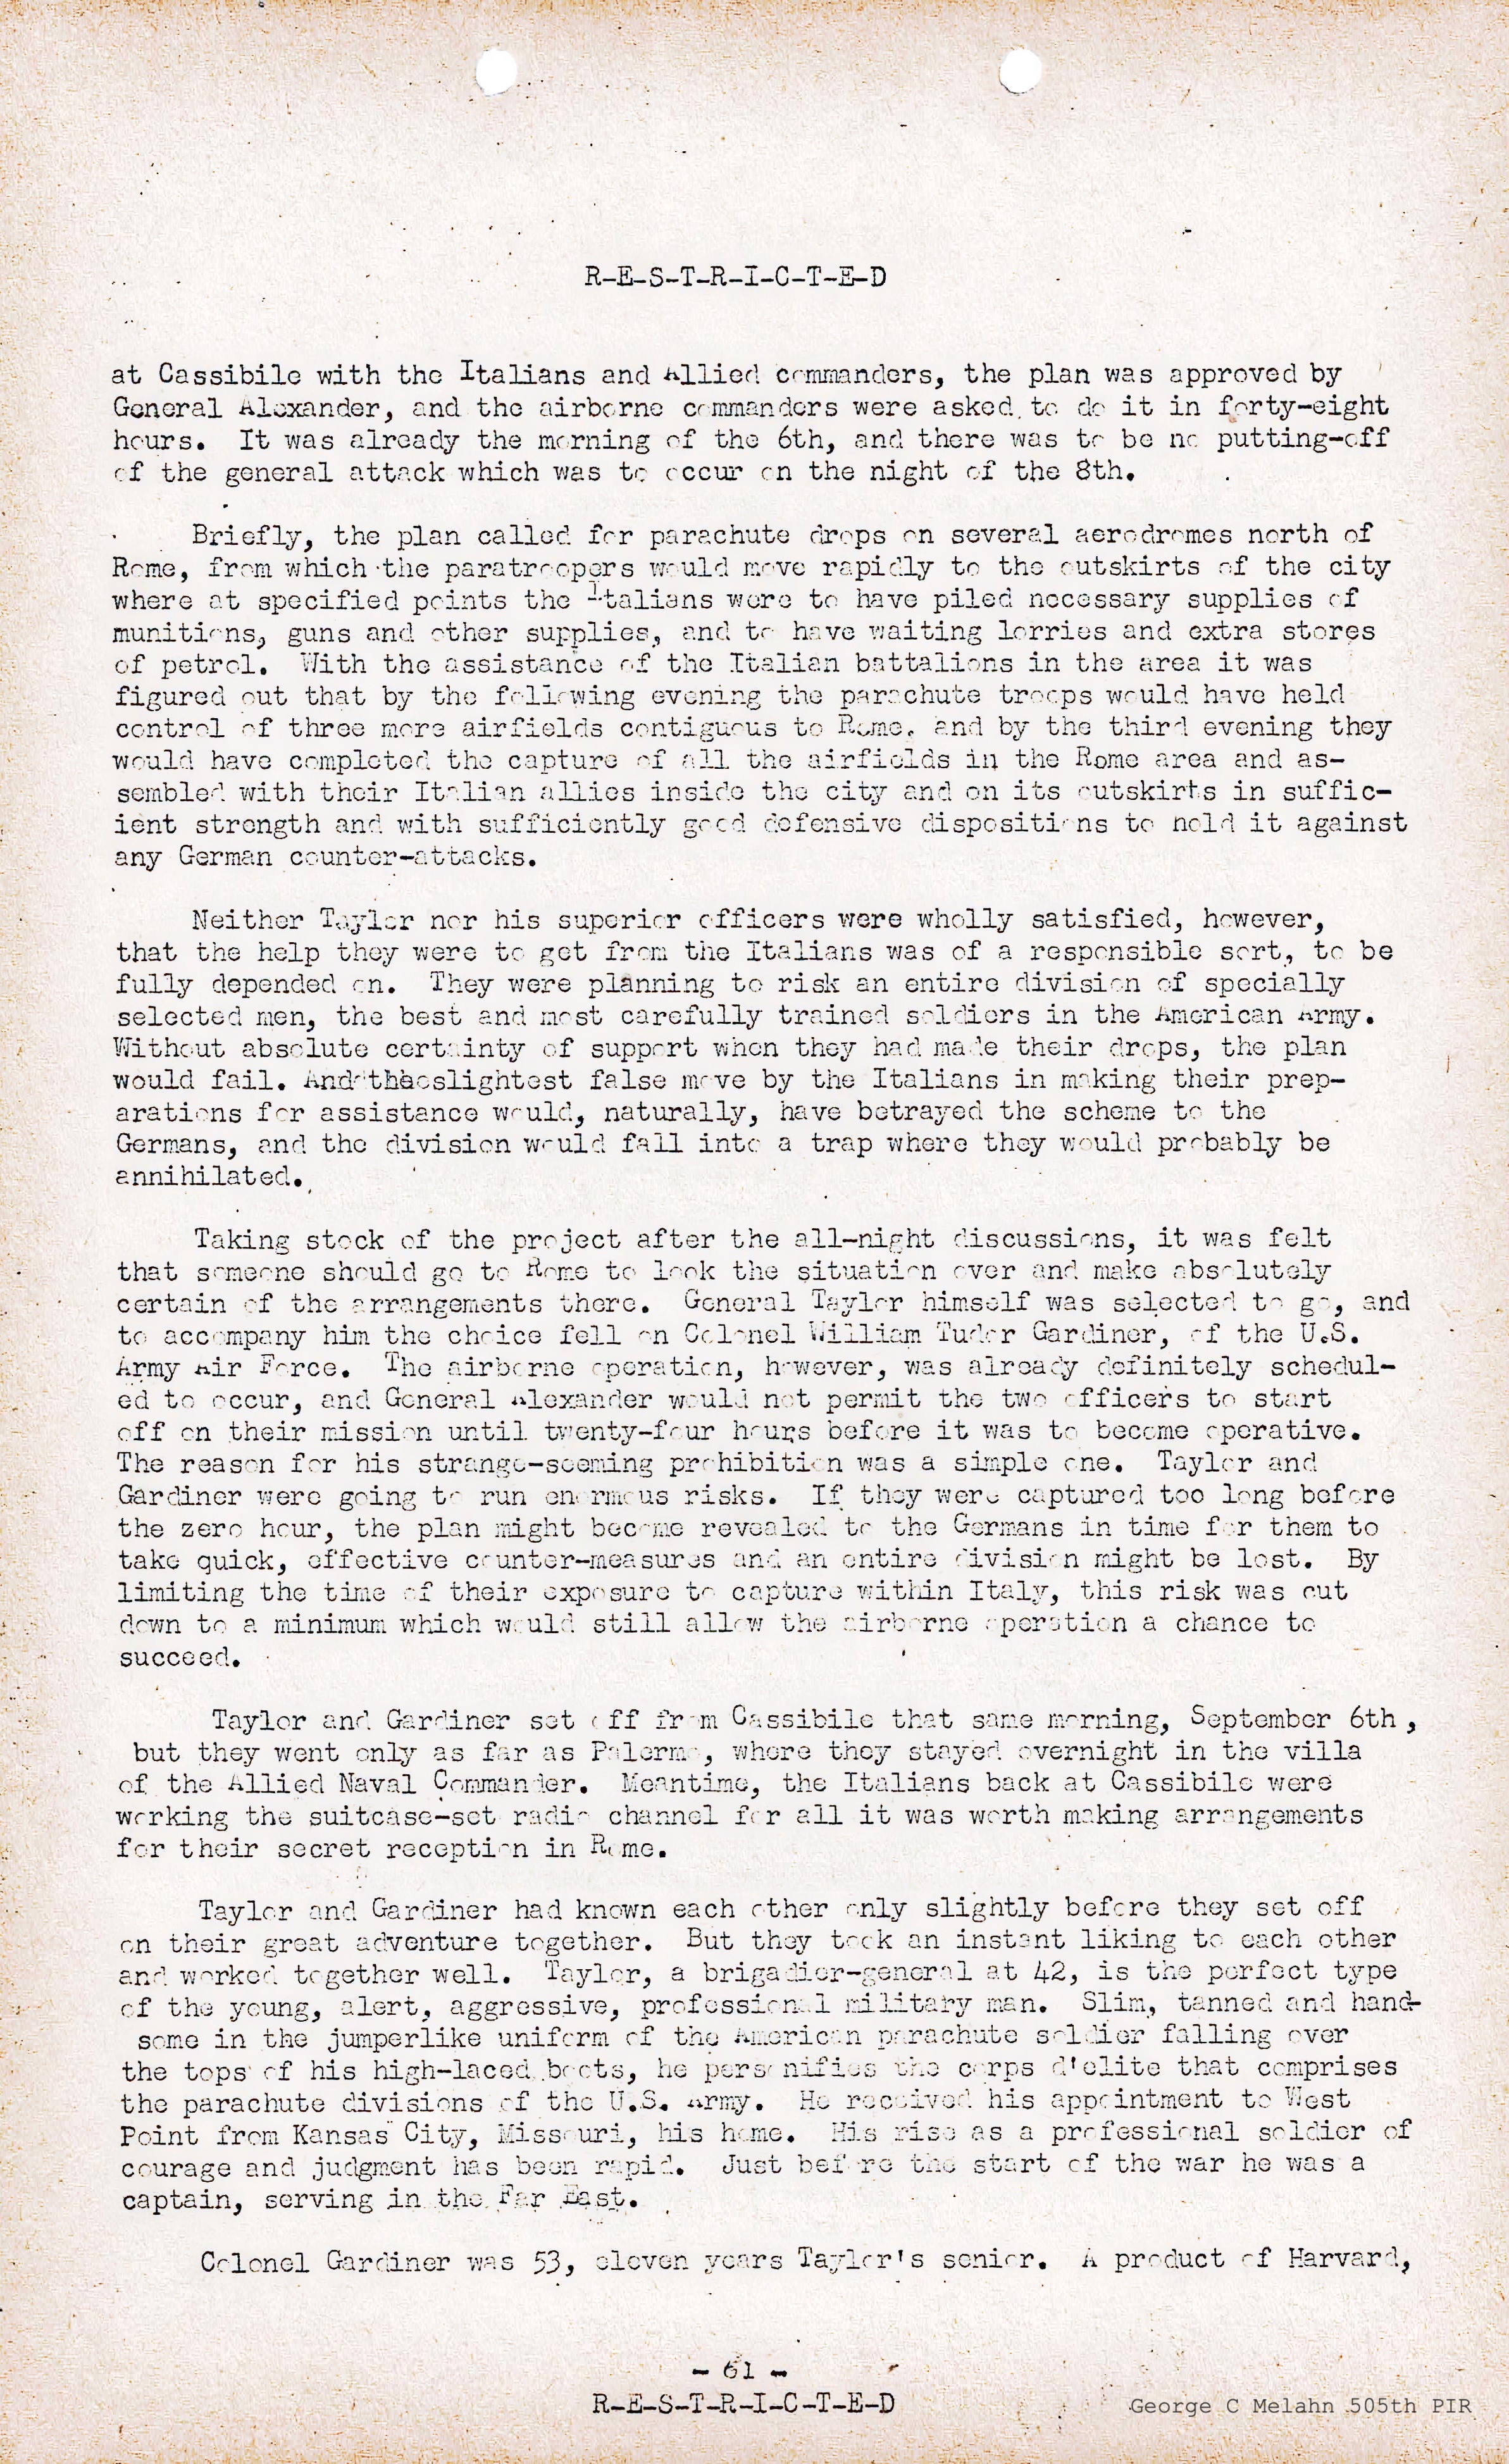 R-E-S-T-R-I-C-T-E-D
at Cassibile with the Italians and Allied commanders, the plan was approved by
General Alexander, and the airborne commanders were asked to do it in forty-eight
hours. It was already the morning of the 6th, and there was to be no putting-off
of the general attack which was to occur on the night of the 8th.
Briefly, the plan called for parachute drops on several aerodromes north of
Rome, from which the paratroopers would move rapidly to the outskirts of the city
where at specified points the Italians were to have piled necessary supplies of
munitions, guns and other supplies, and to have waiting lorries and extra stores
of petrol. With the assistance of the Italian battalions in the area it was
figured out that by the following evening the parachute troops would have held
control of three more airfields contiguous to Rome, and by the third evening they
would have completed the capture of all the airfields in the Rome area and as-
sembled with their Italian allies inside the city and on its outskirts in suffic-
ient strength and with sufficiently good defensive dispositions to hold it against
any German counter-attacks.
Neither Taylor nor his superior officers were wholly satisfied, however,
that the help they were to get from the Italians was of a responsible sort, to be
fully depended on. They were planning to risk an entire division of specially
selected men, the best and most carefully trained soldiers in the American Army.
Without absolute certainty of support when they had made their drops, the plan
would fail. And the slightest false move by the Italians in making their prep-
arations for assistance would, naturally, have betrayed the scheme to the
Germans, and the division would fall into a trap where they would probably be
annihilated.
Taking stock of the project after the all-night discussions, it was felt
that someone should go to Rome to look the situation over and make absolutely
certain of the arrangements there. General Taylor himself was selected to go, and
to accompany him the choice fell on Colonel William Tudor Gardiner, of the U.S.
Army Air Force. The airborne operation, however, was already definitely schedul-
ed to occur, and General Alexander would not permit the two officers to start
off on their mission until twenty-four hours before it was to become operative.
The reason for his strange-seeming prohibition was a simple one. Taylor and
Gardiner were going to run enormous risks. If they were captured too long before
the zero hour, the plan might become revealed to the Germans in time for them to
take quick, effective counter-measures and an entire division might be lost. By
limiting the time of their exposure to capture within Italy, this risk was cut
down to a minimum which would still allow the airborne operation a chance to
succeed.
Taylor and Gardiner set off from Cassibile that same morning, September 6th,
but they went only as far as Palermo, where they stayed overnight in the villa
of the Allied Naval Commander. Meantime, the Italians back at Cassibile were
working the suitcase-set radio channel for all it was worth making arrangements
for their secret reception in Rome.
Taylor and Gardiner had known each other only slightly before they set off
on their great adventure together. But they took an instant liking to each other
and worked together well. Taylor, a brigadier-general at 42, is the perfect type
of the young, alert, aggressive, professional military man. Slim, tanned and hand-
some in the jumperlike uniform of the American parachute soldier falling over
the tops of his high-laced boots, he personifies the corps d'elite that comprises
the parachute divisions of the U.S. Army. He received his appointment to West
Point from Kansas City, Missouri, his home. His rise as a professional soldier of
courage and judgment has been rapid. Just before the start of the war he was a
captain, serving in the Far East.
Colonel Gardiner was 53, eleven years Taylor's senior. A product of Harvard,
- 61 -
R-E-S-T-R-I-C-T-E-D
George C Melahn 505th PIR